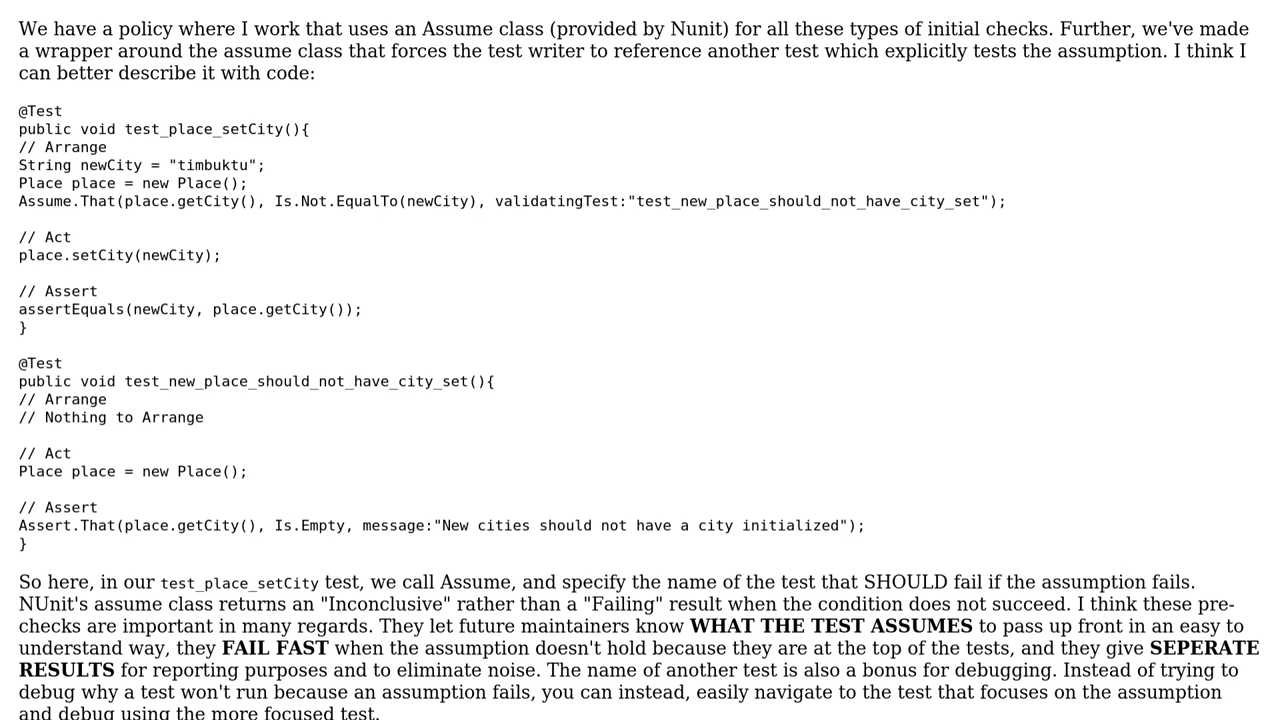 We have a policy where I work that uses an Assume class (provided by Nunit) for all these types of initial checks. Further, we've made
a wrapper around the assume class that forces the test writer to reference another test which explicitly tests the assumption. I think I
can better describe it with code:
@Test
public void test_place_setCity(){
// Arrange
String newCity = "timbuktu";
Place place = new Place();
Assume.That(place.getCity(), Is.Not.EqualTo(newCity), validatingTest:"test_new_place_should_not_have_city_set");
// Act
place.setCity(newCity);
// Assert
assertEquals(newCity, place.getCity());
}
@Test
public void test_new_place_should_not_have_city_set(){
// Arrange
// Nothing to Arrange
// Act
Place place = new Place();
// Assert
Assert.That(place.getCity(), Is.Empty, message:"New cities should not have a city initialized");
}
So here, in our test_place_setCity test, we call Assume, and specify the name of the test that SHOULD fail if the assumption fails.
NUnit's assume class returns an "Inconclusive" rather than a "Failing" result when the condition does not succeed. I think these pre-
checks are important in many regards. They let future maintainers know WHAT THE TEST ASSUMES to pass up front in an easy to
understand way, they FAIL FAST when the assumption doesn't hold because they are at the top of the tests, and they give SEPERATE
RESULTS for reporting purposes and to eliminate noise. The name of another test is also a bonus for debugging. Instead of trying to
debug why a test won't run because an assumption fails, you can instead, easily navigate to the test that focuses on the assumption
and debug using the more focused test.